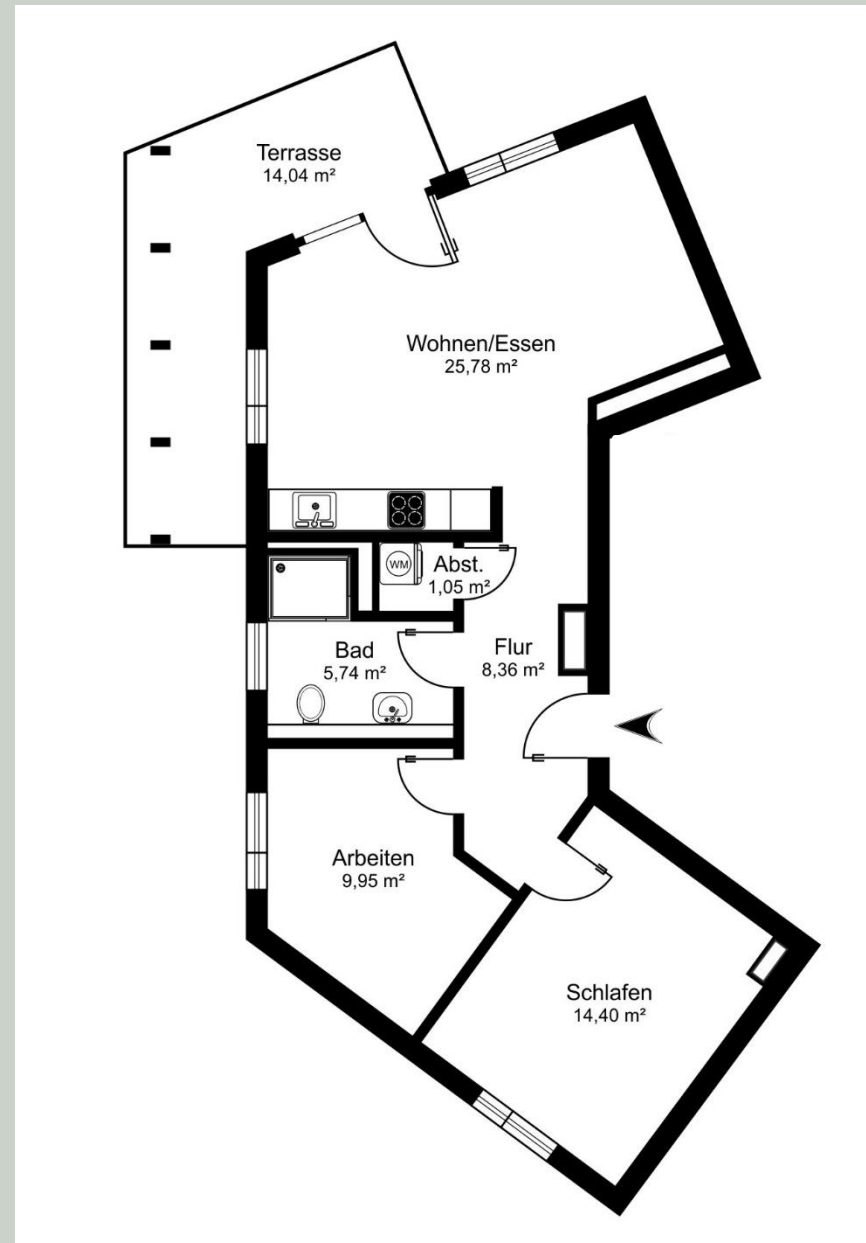 Terrasse
14,04 m²
Wohnen/Essen
25,78 m²
WM
Abst.
1,05 m²
Bad
5,74 m²
Flur
8,36 m²
Arbeiten
9,95 m²
Schlafen
14,40 m²